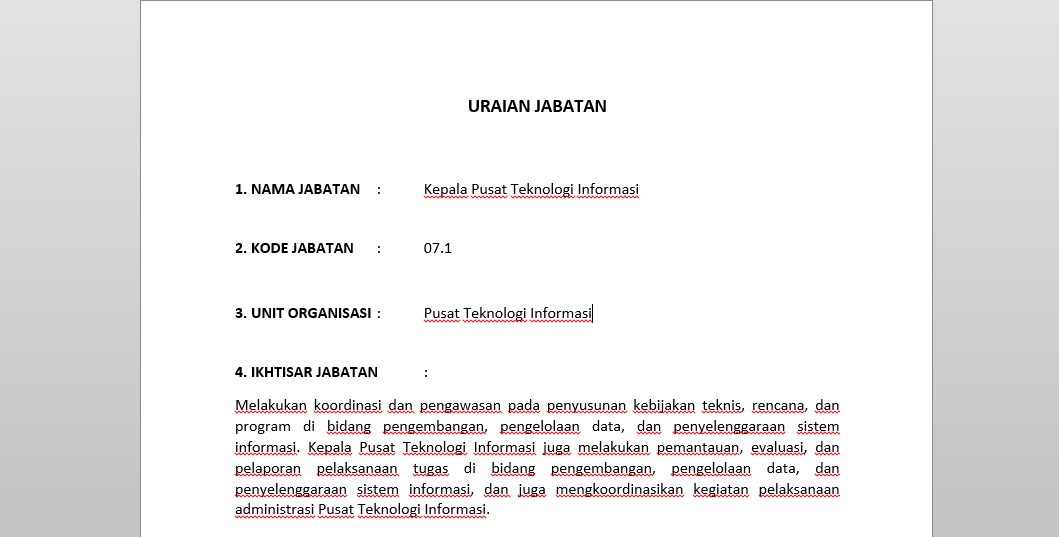 URAIAN JABATAN
1. NAMA JABATAN : Kepala Pusat Teknologi Informasi
2. KODE JABATAN : 07.1
3. UNIT ORGANISASI : Pusat Teknologi Informasi
4. IKHTISAR JABATAN :
Melakukan koordinasi dan pengawasan pada penyusunan kebijakan teknis, rencana, dan
program di bidang pengembangan, pengelolaan data, dan penyelenggaraan sistem
informasi. Kepala Pusat Teknologi Informasi juga melakukan pemantauan, evaluasi, dan
pelaporan pelaksanaan tugas di bidang pengembangan, pengelolaan data, dan
penyelenggaraan sistem informasi, dan juga mengkoordinasikan kegiatan pelaksanaan
administrasi Pusat Teknologi Informasi.